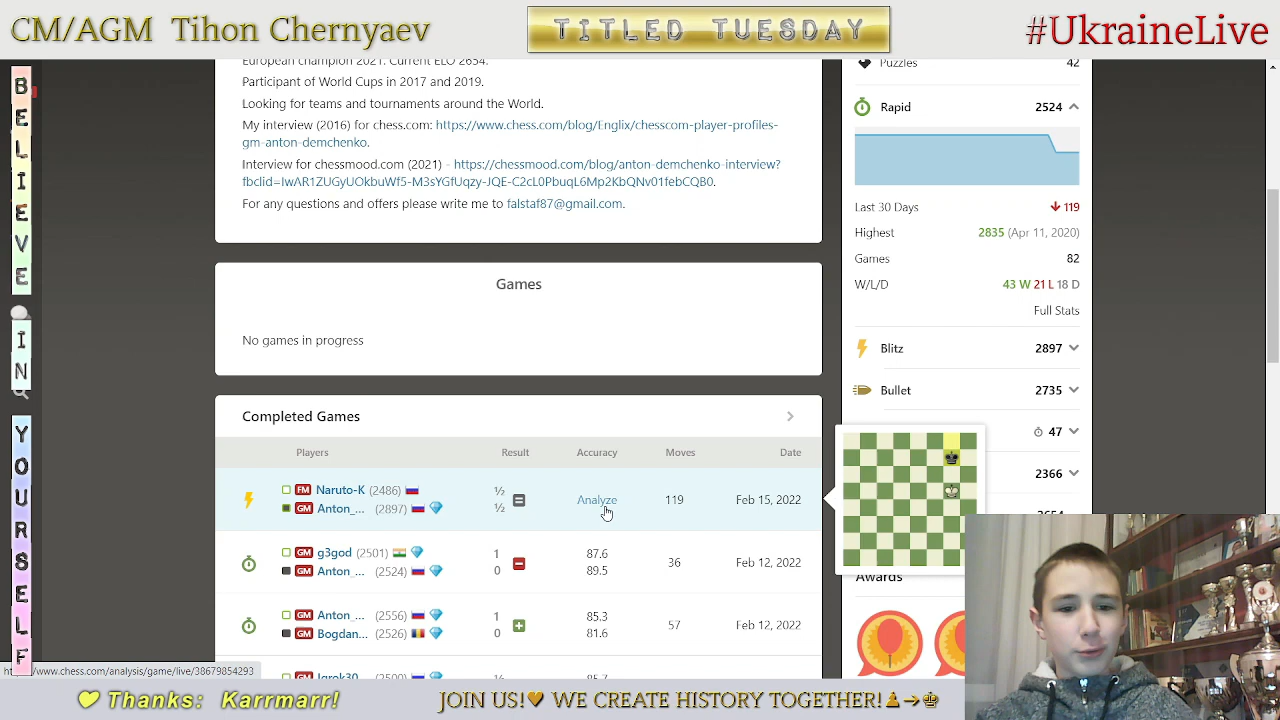 CM/AGM Tihon Chernyaev
TITLED TUESDAY
#UkraineLive
BELIEVE
IN
YOURSELF
European champion 2021. Current ELO 2654.
Participant of World Cups in 2017 and 2019.
Looking for teams and tournaments around the World.
My interview (2016) for chess.com: https://www.chess.com/blog/Englix/chesscom-player-profiles-
gm-anton-demchenko.
Interview for chessmood.com (2021) - https://chessmood.com/blog/anton-demchenko-interview?
fbclid=IwAR1ZUGyUOkbuWf5-M3sYGfUqzy-JQE-C2cL0PbuqL6Mp2KbQNv01febCQB0.
For any questions and offers please write me to falstaf87@gmail.com.
Games
No games in progress
Completed Games
Players Result Accuracy Moves Date
FM Naruto-K (2486) ½
GM Anton_... (2897) ½
Analyze 119 Feb 15, 2022
GM g3god (2501) 1 87.6
GM Anton_... (2524) 0 89.5
36 Feb 12, 2022
GM Anton_... (2556) 1 85.3
GM Bogdan... (2526) 0 81.6
57 Feb 12, 2022
Puzzles 42
Rapid 2524
Last 30 Days 119
Highest 2835 (Apr 11, 2020)
Games 82
W/L/D 43 W 21 L 18 D
Full Stats
Blitz 2897
Bullet 2735
47
2366
Awards
https://www.chess.com/analysis/game/live/38679854293
Thanks: Karrmarr!
JOIN US! WE CREATE HISTORY TOGETHER!